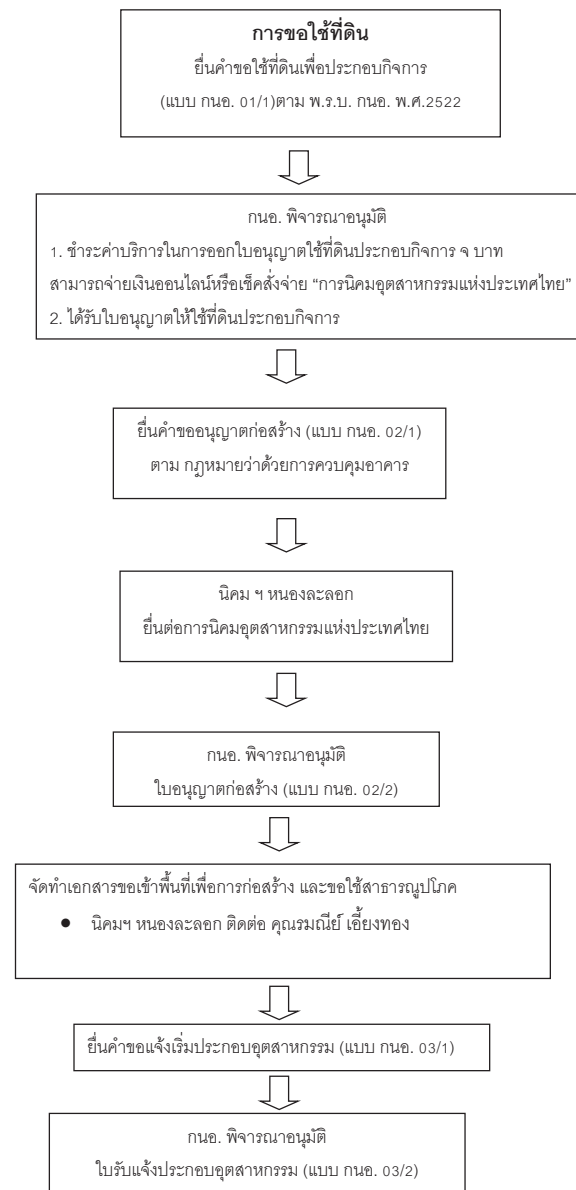 การขอใช้ที่ดิน
ยื่นคำขอใช้ที่ดินเพื่อประกอบกิจการ
(แบบ กนอ. 01/1)ตาม พ.ร.บ. กนอ. พ.ศ.2522
กนอ. พิจารณาอนุมัติ
1. ชำระค่าบริการในการออกใบอนุญาตใช้ที่ดินประกอบกิจการ จ บาท
สามารถจ่ายเงินออนไลน์หรือเช็คสั่งจ่าย “การนิคมอุตสาหกรรมแห่งประเทศไทย”
2. ได้รับใบอนุญาตให้ใช้ที่ดินประกอบกิจการ
ยื่นคำขออนุญาตก่อสร้าง (แบบ กนอ. 02/1)
ตาม กฎหมายว่าด้วยการควบคุมอาคาร
นิคม ฯ หนองละลอก
ยื่นต่อการนิคมอุตสาหกรรมแห่งประเทศไทย
กนอ. พิจารณาอนุมัติ
ใบอนุญาตก่อสร้าง (แบบ กนอ. 02/2)
จัดทำเอกสารขอเข้าพื้นที่เพื่อการก่อสร้าง และขอใช้สาธารณูปโภค
● นิคมฯ หนองละลอก ติดต่อ คุณรมณีย์ เอี้ยงทอง
ยื่นคำขอแจ้งเริ่มประกอบอุตสาหกรรม (แบบ กนอ. 03/1)
กนอ. พิจารณาอนุมัติ
ใบรับแจ้งประกอบอุตสาหกรรม (แบบ กนอ. 03/2)